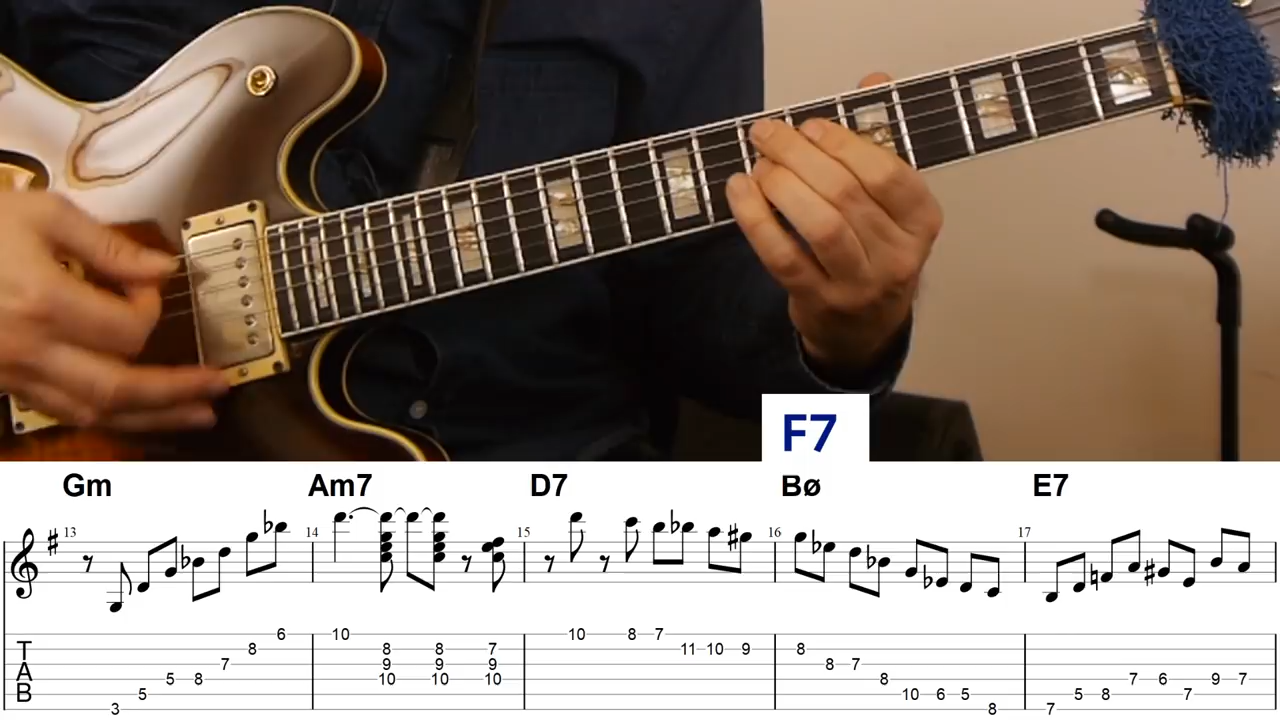 F7
Gm Am7 D7 Bø E7
13 14 15 16 17
6 10 10 8 7
8 8 8 7 11 10 9 8
7 9 9 9 8 7
T
A
B
5 8 10 10 10 8 7 6 9 7
5 10 6 5 5 8 7
3 8 7